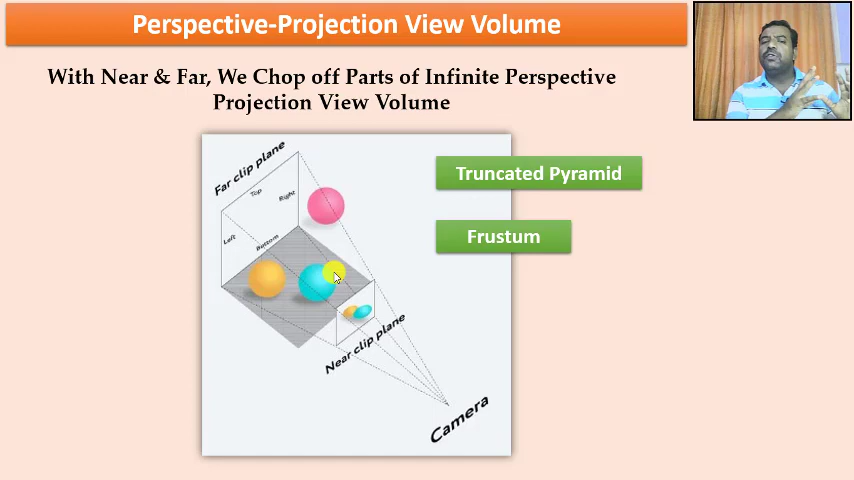 Perspective-Projection View Volume
With Near & Far, We Chop off Parts of Infinite Perspective
Projection View Volume
Far clip plane
Top
Right
Left
Bottom
Truncated Pyramid
Frustum
Near clip plane
Camera